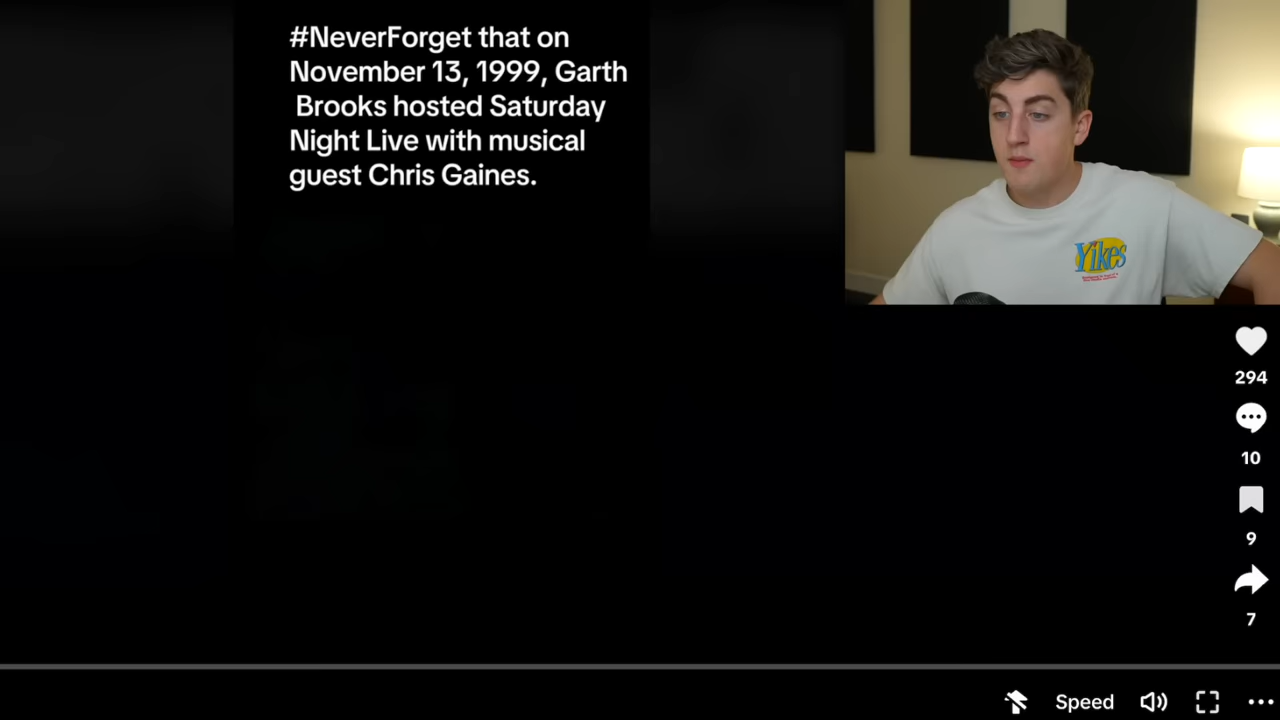 #NeverForget that on
November 13, 1999, Garth
Brooks hosted Saturday
Night Live with musical
guest Chris Gaines.
Yikes
294
10
9
7
Speed